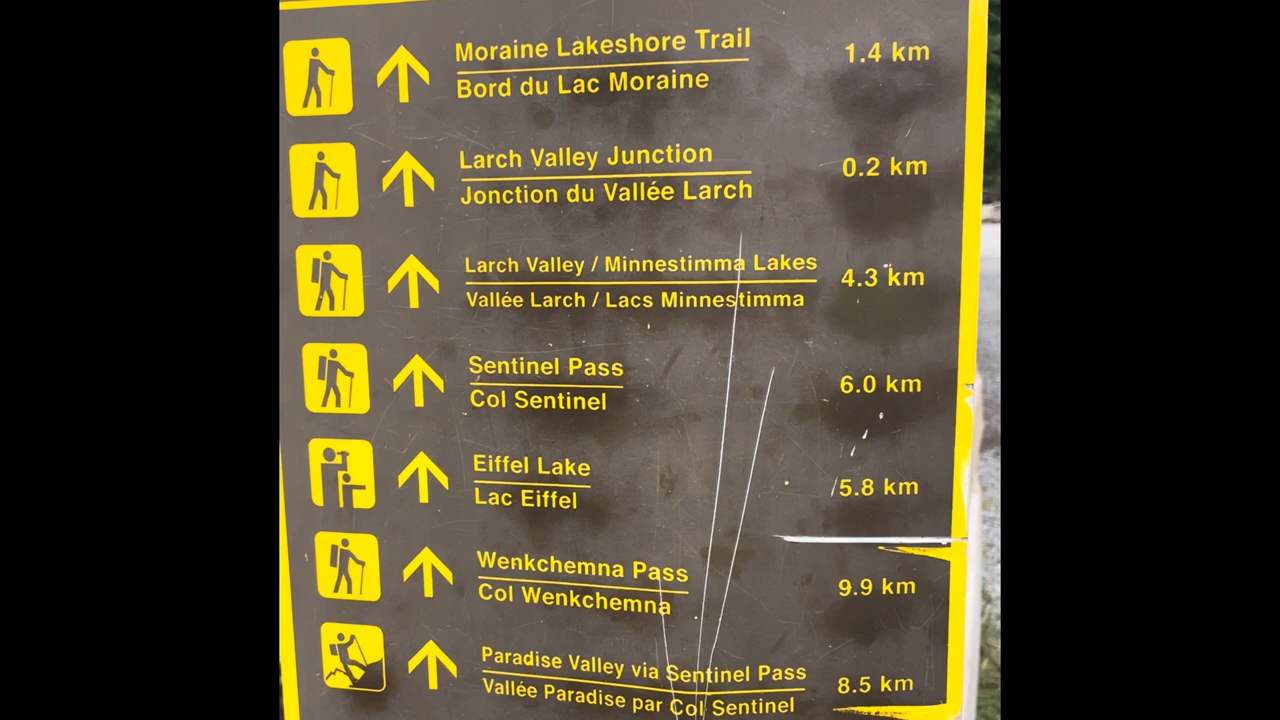 Moraine Lakeshore Trail 1.4 km
Bord du Lac Moraine
Larch Valley Junction 0.2 km
Jonction du Vallée Larch
Larch Valley / Minnestimma Lakes 4.3 km
Vallée Larch / Lacs Minnestimma
Sentinel Pass 6.0 km
Col Sentinel
Eiffel Lake 5.8 km
Lac Eiffel
Wenkchemna Pass 9.9 km
Col Wenkchemna
Paradise Valley via Sentinel Pass 8.5 km
Vallée Paradise par Col Sentinel